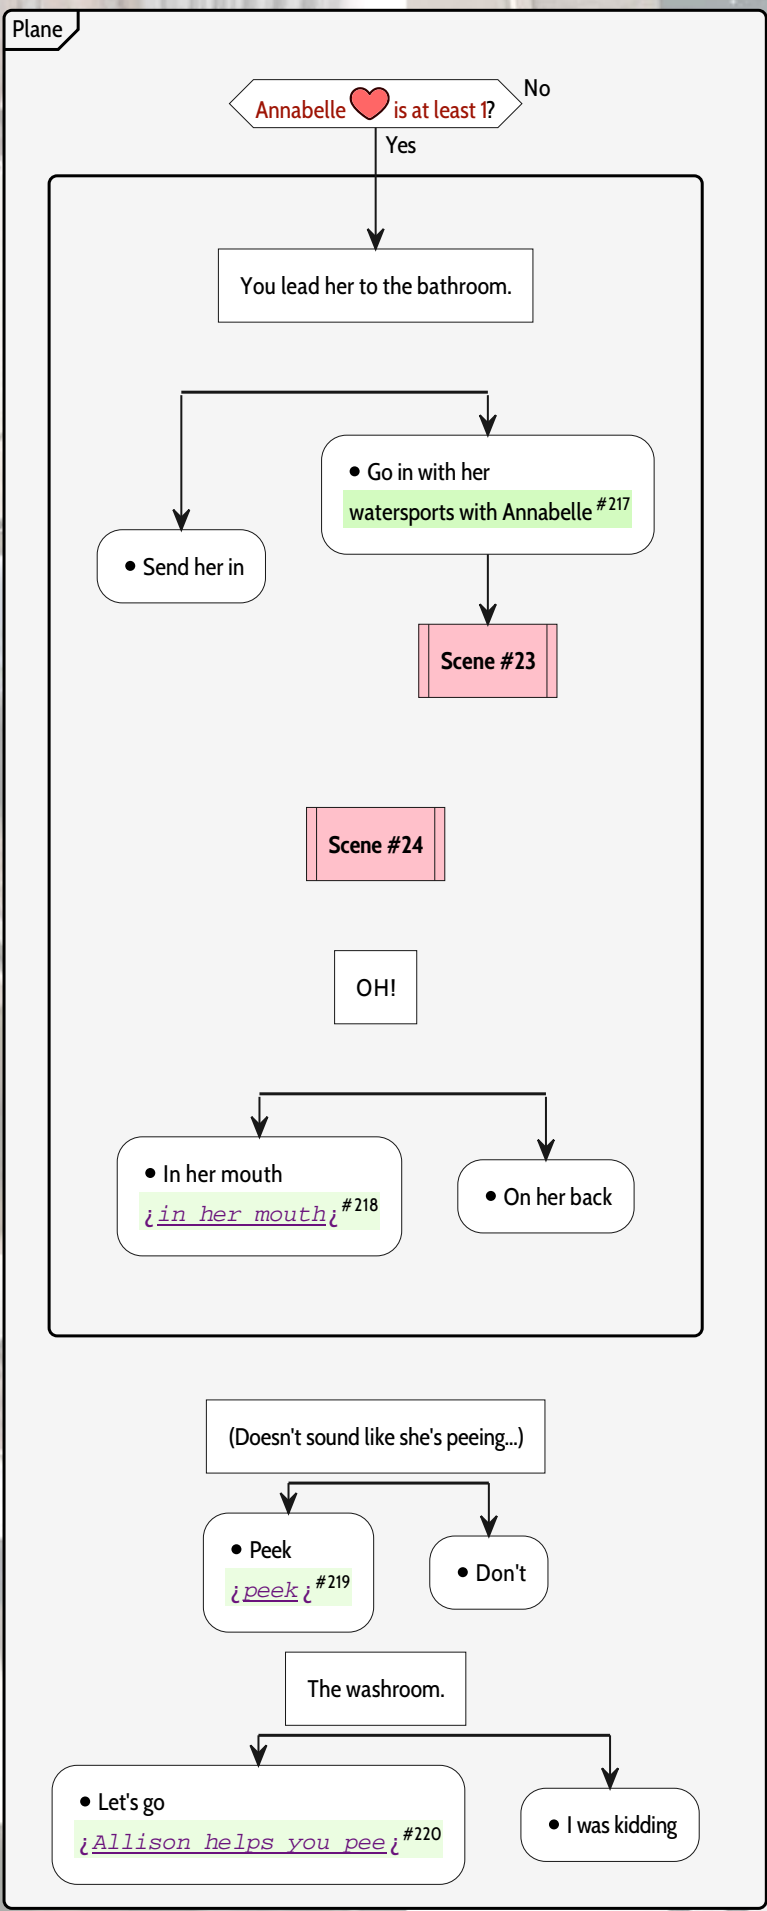 Plane
Annabelle is at least 1?
No
Yes
You lead her to the bathroom.
• Go in with her
watersports with Annabelle #217
• Send her in
Scene #23
Scene #24
OH!
• In her mouth
¿in her mouth¿ #218
• On her back
(Doesn't sound like she's peeing...)
• Peek
¿peek¿ #219
• Don't
The washroom.
• Let's go
¿Allison helps you pee¿ #220
• I was kidding